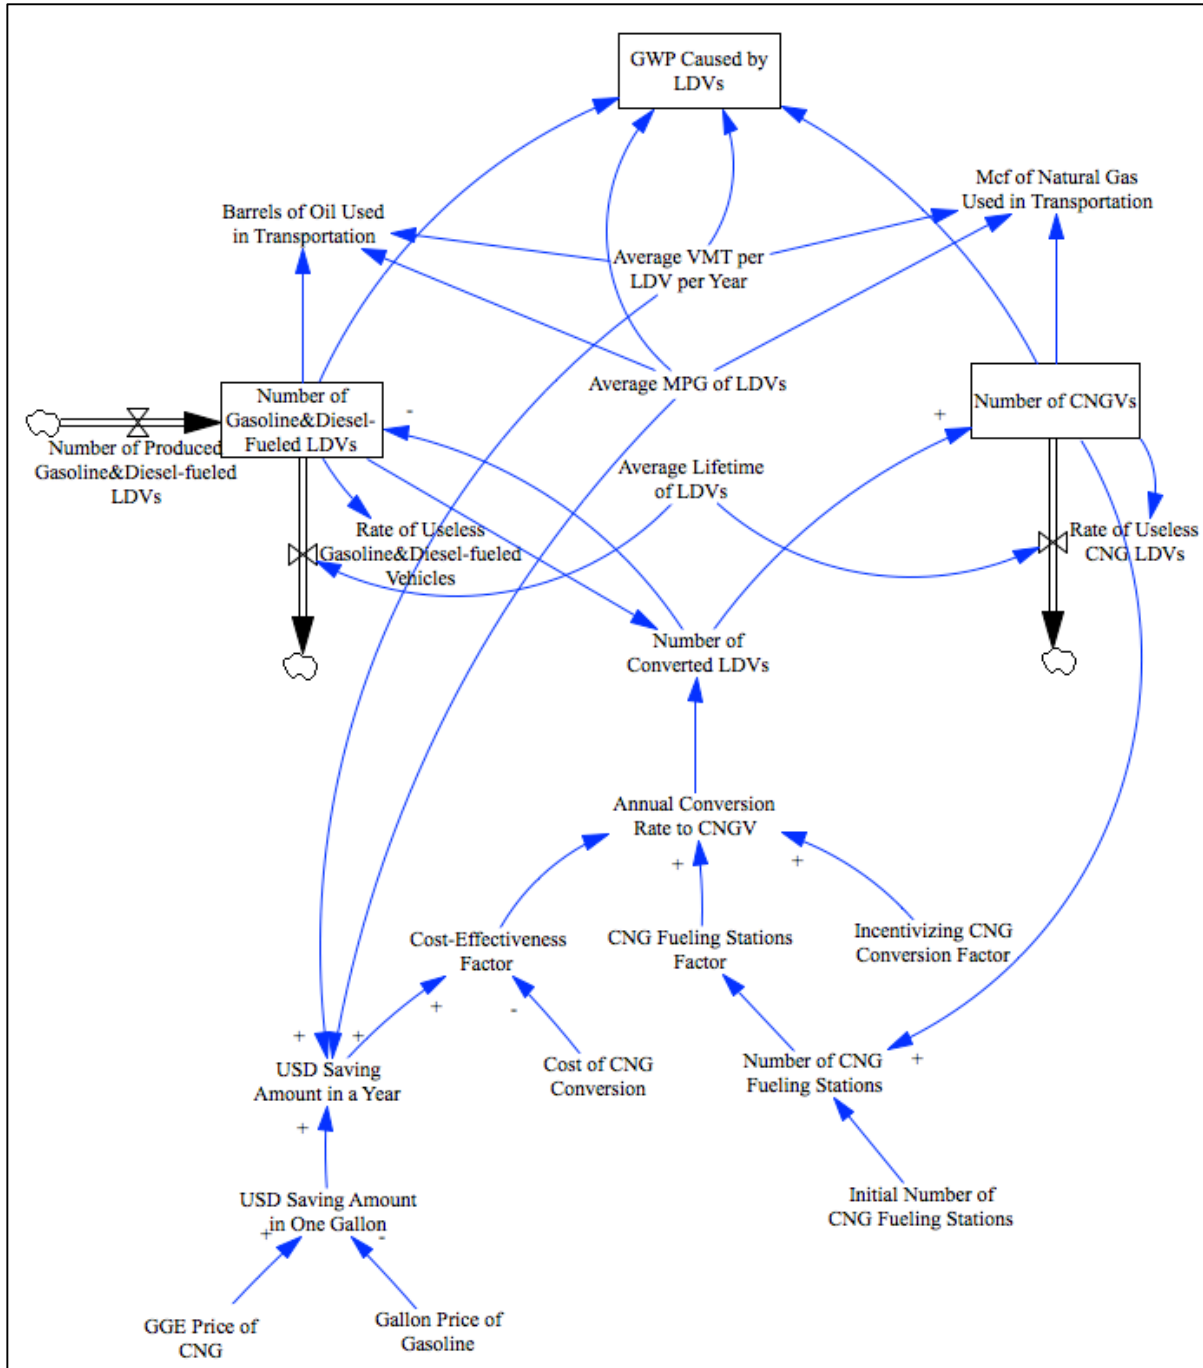 GWP Caused by
LDVs
Mcf of Natural Gas
Used in Transportation
Barrels of Oil Used
in Transportation
Average VMT per
LDV per Year
Average MPG of LDVs
Number of
Gasoline&Diesel-
Fueled LDVs
-
+
Number of CNGVs
Number of Produced
Gasoline&Diesel-fueled
LDVs
Average Lifetime
of LDVs
Rate of Useless
Gasoline&Diesel-fueled
Vehicles
Rate of Useless
CNG LDVs
Number of
Converted LDVs
Annual Conversion
Rate to CNGV
+
+
Cost-Effectiveness
Factor
CNG Fueling Stations
Factor
Incentivizing CNG
Conversion Factor
+
-
+
+
+
USD Saving
Amount in a Year
Cost of CNG
Conversion
Number of CNG
Fueling Stations
+
USD Saving Amount
in One Gallon
Initial Number of
CNG Fueling Stations
+
-
GGE Price of
CNG
Gallon Price of
Gasoline